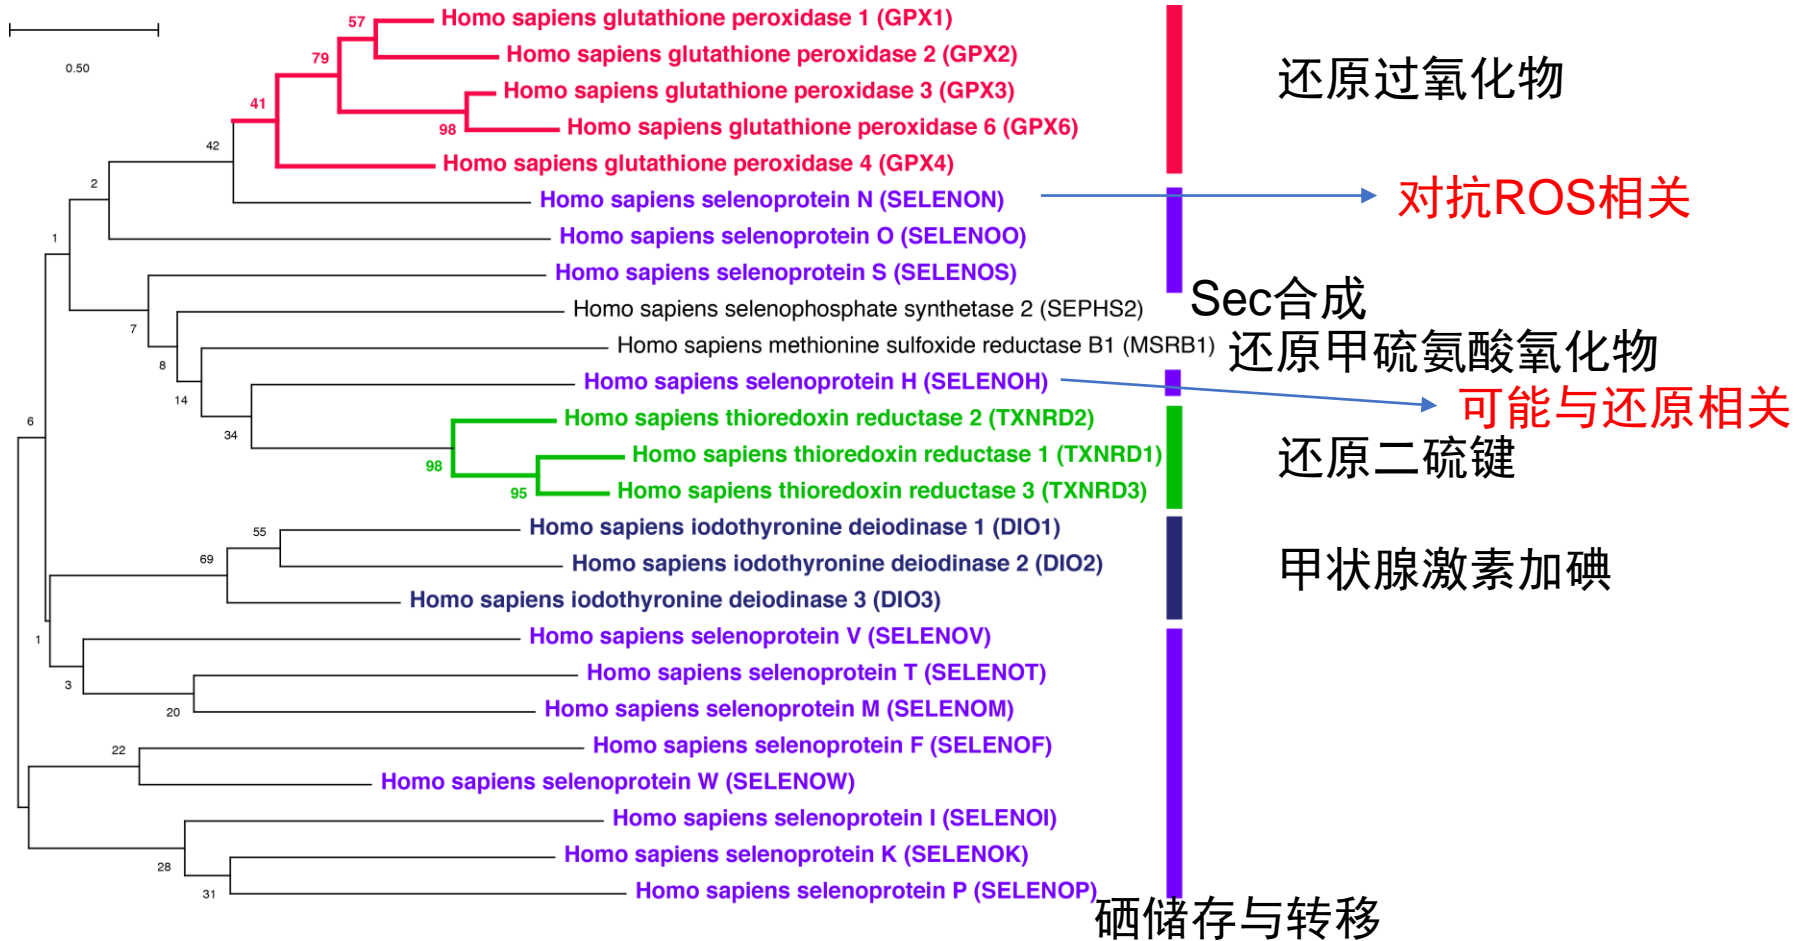 0.50
57
Homo sapiens glutathione peroxidase 1 (GPX1)
Homo sapiens glutathione peroxidase 2 (GPX2)
79
还原过氧化物
Homo sapiens glutathione peroxidase 3 (GPX3)
41
98
Homo sapiens glutathione peroxidase 6 (GPX6)
42
Homo sapiens glutathione peroxidase 4 (GPX4)
2
Homo sapiens selenoprotein N (SELENON)
对抗ROS相关
1
Homo sapiens selenoprotein O (SELENOO)
Homo sapiens selenoprotein S (SELENOS)
Sec合成
7
Homo sapiens selenophosphate synthetase 2 (SEPHS2)
8
Homo sapiens methionine sulfoxide reductase B1 (MSRB1)
还原甲硫氨酸氧化物
Homo sapiens selenoprotein H (SELENOH)
14
可能与还原相关
6
Homo sapiens thioredoxin reductase 2 (TXNRD2)
34
98
Homo sapiens thioredoxin reductase 1 (TXNRD1)
还原二硫键
95
Homo sapiens thioredoxin reductase 3 (TXNRD3)
55
Homo sapiens iodothyronine deiodinase 1 (DIO1)
69
Homo sapiens iodothyronine deiodinase 2 (DIO2)
甲状腺激素加碘
Homo sapiens iodothyronine deiodinase 3 (DIO3)
1
Homo sapiens selenoprotein V (SELENOV)
3
Homo sapiens selenoprotein T (SELENOT)
20
Homo sapiens selenoprotein M (SELENOM)
22
Homo sapiens selenoprotein F (SELENOF)
Homo sapiens selenoprotein W (SELENOW)
Homo sapiens selenoprotein I (SELENOI)
28
Homo sapiens selenoprotein K (SELENOK)
31
Homo sapiens selenoprotein P (SELENOP)
硒储存与转移